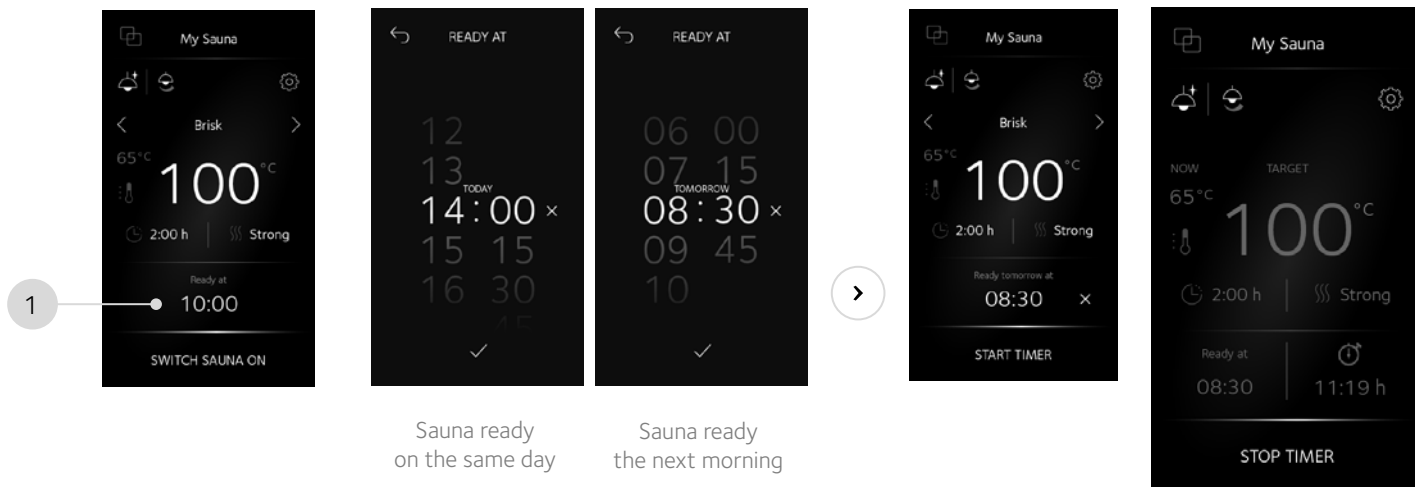 1
My Sauna
Brisk
65°C
100°C
2:00 h
Strong
Ready at
10:00
SWITCH SAUNA ON
READY AT
12
13
TODAY
14:00 ×
15 15
16 30
45
Sauna ready
on the same day
READY AT
06 00
07 15
TOMORROW
08:30 ×
09 45
10
Sauna ready
the next morning
My Sauna
Brisk
65°C
100°C
2:00 h
Strong
Ready tomorrow at
08:30 ×
START TIMER
My Sauna
NOW
TARGET
65°C
100°C
2:00 h
Strong
Ready at
08:30
11:19 h
STOP TIMER